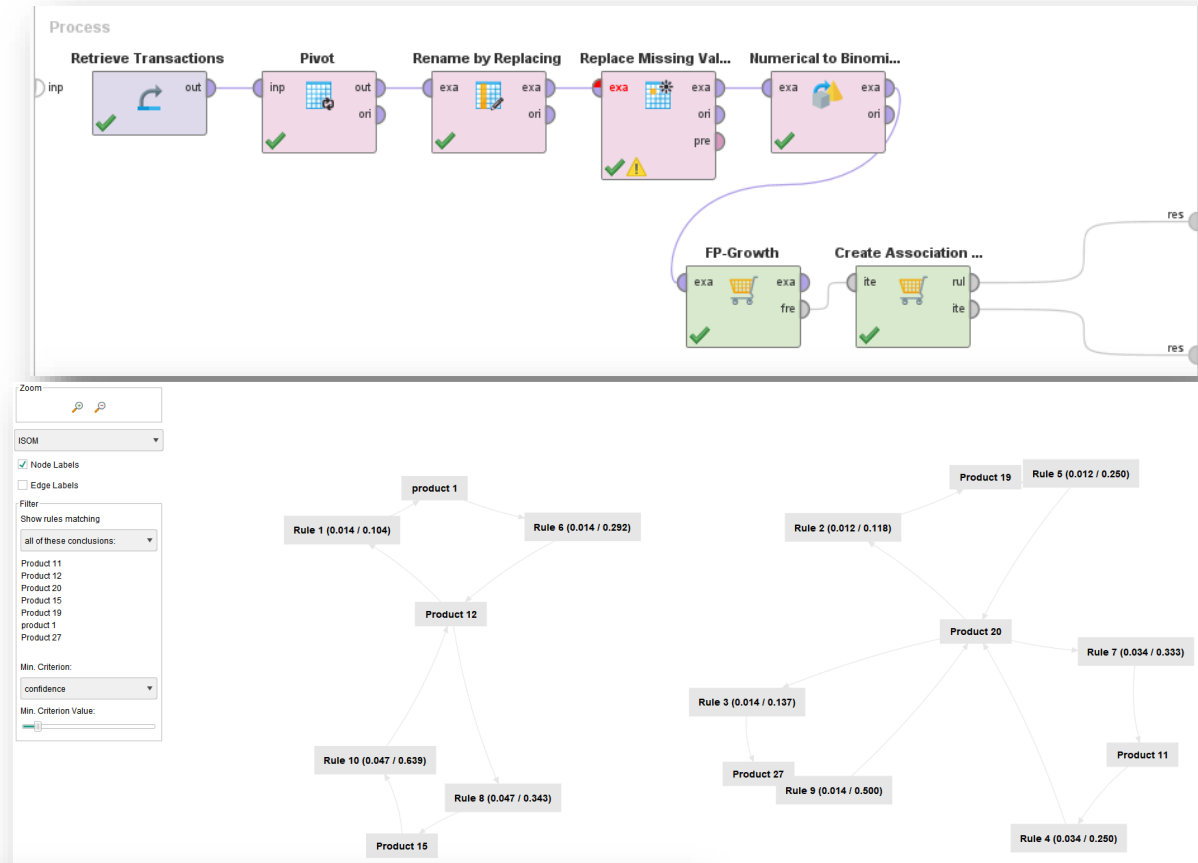 Process
Retrieve Transactions
Pivot
Rename by Replacing
Replace Missing Val...
Numerical to Binomi...
inp
out
inp
out
ori
exa
exa
ori
exa
exa
ori
pre
exa
exa
ori
res
FP-Growth
Create Association ...
exa
exa
fre
ite
rul
ite
res
Zoom
ISOM
Node Labels
Edge Labels
Filter
Show rules matching
all of these conclusions:
Product 11
Product 12
Product 20
Product 15
Product 19
product 1
Product 27
Min. Criterion:
confidence
Min. Criterion Value:
product 1
Rule 1 (0.014 / 0.104)
Rule 6 (0.014 / 0.292)
Product 12
Rule 10 (0.047 / 0.639)
Rule 8 (0.047 / 0.343)
Product 15
Product 19
Rule 5 (0.012 / 0.250)
Rule 2 (0.012 / 0.118)
Product 20
Rule 7 (0.034 / 0.333)
Rule 3 (0.014 / 0.137)
Product 11
Product 27
Rule 9 (0.014 / 0.500)
Rule 4 (0.034 / 0.250)